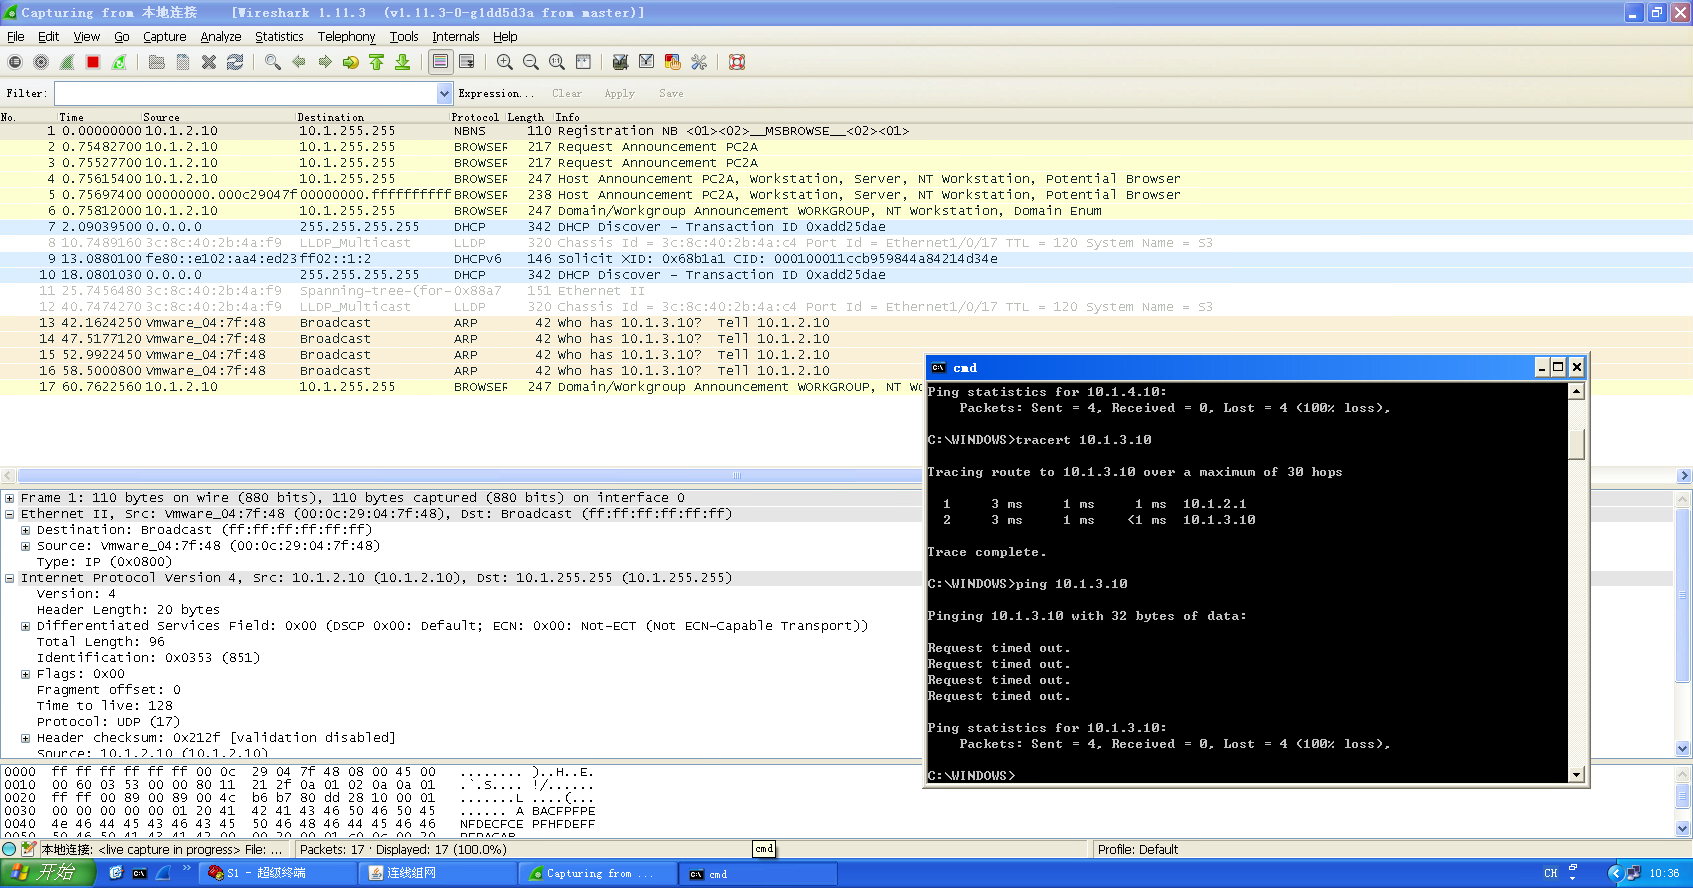 Capturing from 本地连接   [Wireshark 1.11.3  (v1.11.3-0-g1dd5d3a from master)]
File Edit View Go Capture Analyze Statistics Telephony Tools Internals Help
Filter: Expression... Clear Apply Save
No. Time Source Destination Protocol Length Info
1 0.00000000 10.1.2.10 10.1.255.255 NBNS 110 Registration NB <01><02>__MSBROWSE__<02><01>
2 0.75482700 10.1.2.10 10.1.255.255 BROWSER 217 Request Announcement PC2A
3 0.75527700 10.1.2.10 10.1.255.255 BROWSER 217 Request Announcement PC2A
4 0.75615400 10.1.2.10 10.1.255.255 BROWSER 247 Host Announcement PC2A, Workstation, Server, NT Workstation, Potential Browser
5 0.75697400 00000000.000c29047f 00000000.ffffffffff BROWSER 238 Host Announcement PC2A, Workstation, Server, NT Workstation, Potential Browser
6 0.75812000 10.1.2.10 10.1.255.255 BROWSER 247 Domain/Workgroup Announcement WORKGROUP, NT Workstation, Domain Enum
7 2.09039500 0.0.0.0 255.255.255.255 DHCP 342 DHCP Discover - Transaction ID 0xadd25dae
8 10.7489160 3c:8c:40:2b:4a:f9 LLDP_Multicast LLDP 320 Chassis Id = 3c:8c:40:2b:4a:c4 Port Id = Ethernet1/0/17 TTL = 120 System Name = S3
9 13.0880100 fe80::e102:aa4:ed23 ff02::1:2 DHCPv6 146 Solicit XID: 0x68b1a1 CID: 000100011ccb959844a84214d34e
10 18.0801030 0.0.0.0 255.255.255.255 DHCP 342 DHCP Discover - Transaction ID 0xadd25dae
11 25.7456480 3c:8c:40:2b:4a:f9 Spanning-tree-(for- 0x88a7 151 Ethernet II
12 40.7474270 3c:8c:40:2b:4a:f9 LLDP_Multicast LLDP 320 Chassis Id = 3c:8c:40:2b:4a:c4 Port Id = Ethernet1/0/17 TTL = 120 System Name = S3
13 42.1624250 Vmware_04:7f:48 Broadcast ARP 42 Who has 10.1.3.10?  Tell 10.1.2.10
14 47.5177120 Vmware_04:7f:48 Broadcast ARP 42 Who has 10.1.3.10?  Tell 10.1.2.10
15 52.9922450 Vmware_04:7f:48 Broadcast ARP 42 Who has 10.1.3.10?  Tell 10.1.2.10
16 58.5000800 Vmware_04:7f:48 Broadcast ARP 42 Who has 10.1.3.10?  Tell 10.1.2.10
17 60.7622560 10.1.2.10 10.1.255.255 BROWSER 247 Domain/Workgroup Announcement WORKGROUP, NT Wo
Frame 1: 110 bytes on wire (880 bits), 110 bytes captured (880 bits) on interface 0
Ethernet II, Src: Vmware_04:7f:48 (00:0c:29:04:7f:48), Dst: Broadcast (ff:ff:ff:ff:ff:ff)
Destination: Broadcast (ff:ff:ff:ff:ff:ff)
Source: Vmware_04:7f:48 (00:0c:29:04:7f:48)
Type: IP (0x0800)
Internet Protocol Version 4, Src: 10.1.2.10 (10.1.2.10), Dst: 10.1.255.255 (10.1.255.255)
Version: 4
Header Length: 20 bytes
Differentiated Services Field: 0x00 (DSCP 0x00: Default; ECN: 0x00: Not-ECT (Not ECN-Capable Transport))
Total Length: 96
Identification: 0x0353 (851)
Flags: 0x00
Fragment offset: 0
Time to live: 128
Protocol: UDP (17)
Header checksum: 0x212f [validation disabled]
Source: 10.1.2.10 (10.1.2.10)
0000 ff ff ff ff ff ff 00 0c 29 04 7f 48 08 00 45 00 ........ )..H..E.
0010 00 60 03 53 00 00 80 11 21 2f 0a 01 02 0a 0a 01 .`.S.... !/......
0020 ff ff 00 89 00 89 00 4c b6 b7 80 dd 28 10 00 01 .......L ....(...
0030 00 00 00 00 00 01 20 41 42 41 43 46 50 46 50 45 ...... A BACFPFPE
0040 4e 46 44 45 43 46 43 45 50 46 48 46 44 45 46 46 NFDECFCE PFHFDEFF
0050 50 46 50 41 43 41 42 00 00 20 00 01 c0 0c 00 20 PFPACAB.
cmd
Ping statistics for 10.1.4.10:
Packets: Sent = 4, Received = 0, Lost = 4 (100% loss),
C:\WINDOWS>tracert 10.1.3.10
Tracing route to 10.1.3.10 over a maximum of 30 hops
1 3 ms 1 ms 1 ms 10.1.2.1
2 3 ms 1 ms <1 ms 10.1.3.10
Trace complete.
C:\WINDOWS>ping 10.1.3.10
Pinging 10.1.3.10 with 32 bytes of data:
Request timed out.
Request timed out.
Request timed out.
Request timed out.
Ping statistics for 10.1.3.10:
Packets: Sent = 4, Received = 0, Lost = 4 (100% loss),
C:\WINDOWS>
本地连接: <live capture in progress> File: ... Packets: 17 · Displayed: 17 (100.0%) Profile: Default
cmd
开始 S1 - 超级终端 连线组网 Capturing from ... cmd CH 10:36